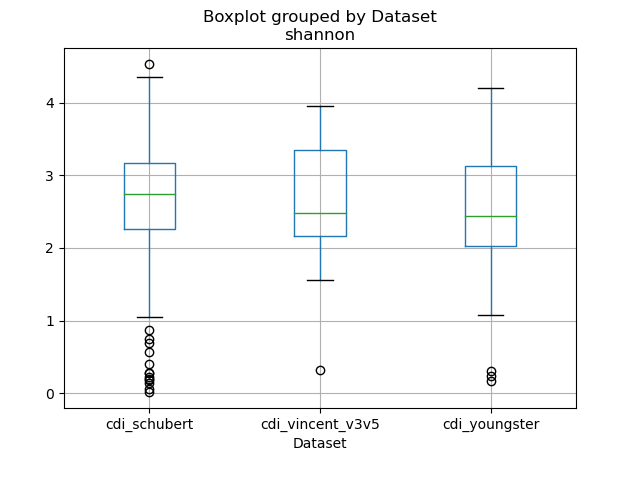 Boxplot grouped by Dataset
shannon
4
3
2
1
0
cdi_schubert
cdi_vincent_v3v5
cdi_youngster
Dataset